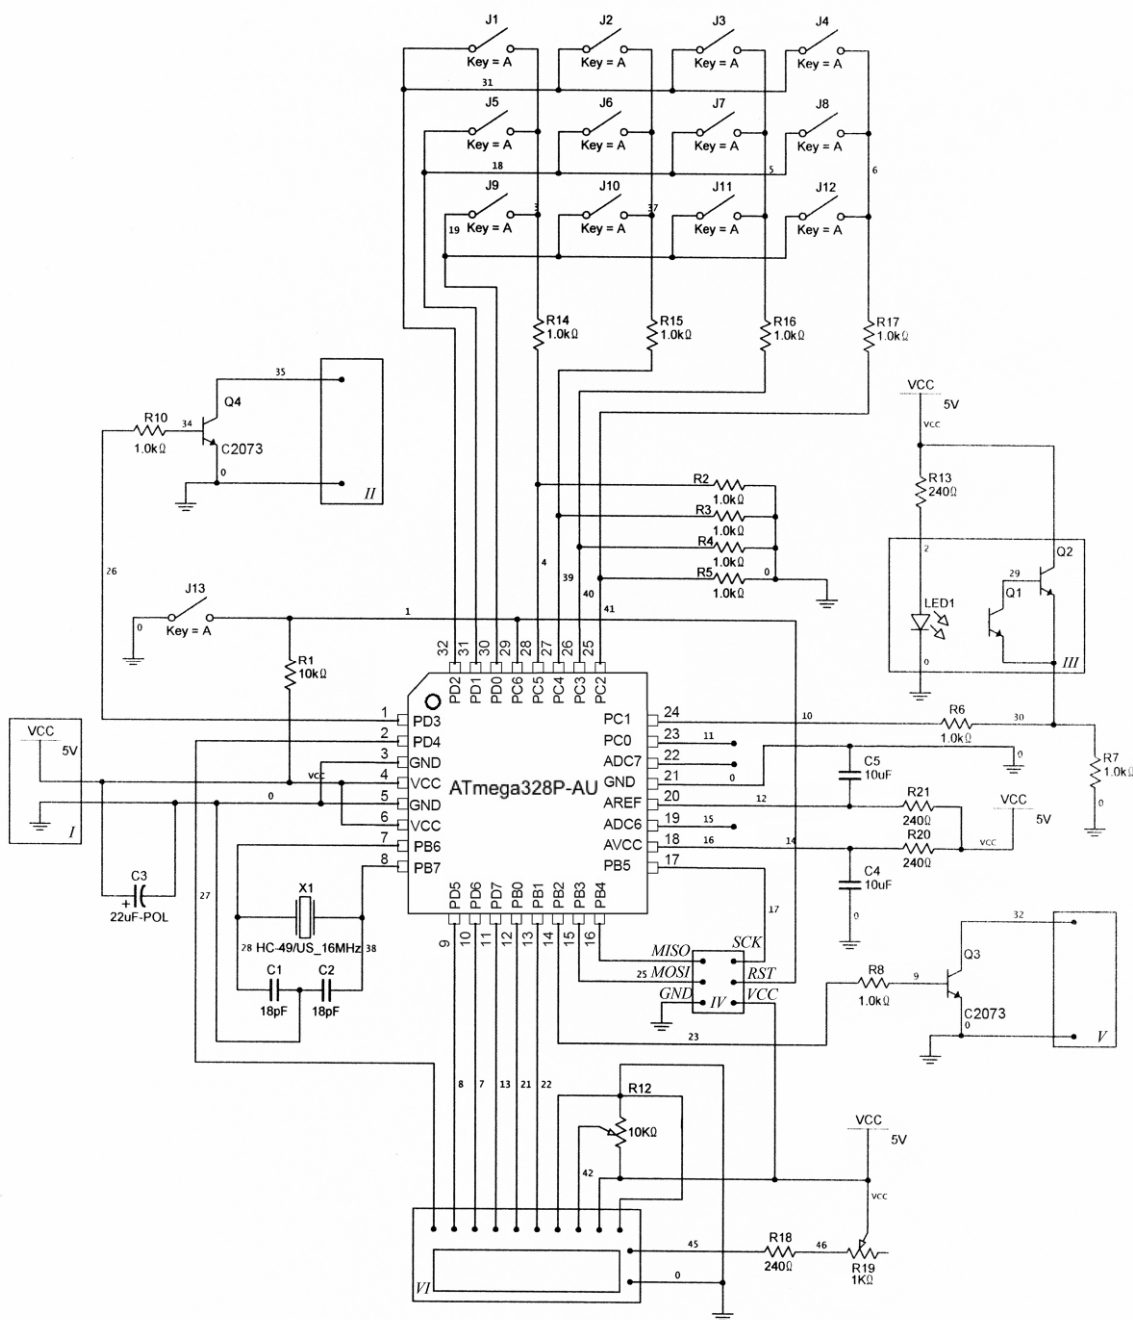 J1 J2 J3 J4
Key = A Key = A Key = A Key = A
31
J5 J6 J7 J8
Key = A Key = A Key = A Key = A
18 5 6
J9 J10 J11 J12
3 37
19 Key = A Key = A Key = A Key = A
R14 R15 R16 R17
1.0kΩ 1.0kΩ 1.0kΩ 1.0kΩ
35
Q4
R10 34
1.0kΩ C2073
0
II
VCC
5V
VCC
R13
240Ω
R2
1.0kΩ
R3
1.0kΩ
R4
1.0kΩ
R5 0
1.0kΩ
4 39 40 41
26
2 Q2
29
Q1
LED1
0 III
J13
0 Key = A
1
R1
10kΩ
32 31 30 29 28 27 26 25
PD2 PD1 PD0 PC6 PC5 PC4 PC3 PC2
1 PD3
2 PD4
3 GND
4 VCC
5 GND
6 VCC
7 PB6
8 PB7
ATmega328P-AU
PC1 24
PC0 23
ADC7 22
GND 21
AREF 20
ADC6 19
AVCC 18
PB5 17
PD5 PD6 PD7 PB0 PB1 PB2 PB3 PB4
9 10 11 12 13 14 15 16
VCC
5V
I
VCC
0
C3
+
22uF-POL
27
X1
28 HC-49/US_16MHz 38
C1 C2
18pF 18pF
10 R6 30
1.0kΩ
R7
1.0kΩ
0
11
0 C5 0
10uF
12 R21
240Ω
VCC
5V
VCC
15
16 14 R20
240Ω
C4
10uF
0
17
MISO SCK
25 MOSI RST
GND IV VCC
23
32
Q3
R8 9
1.0kΩ C2073
0
V
8 7 13 21 22
R12
10KΩ
42
VCC
5V
VCC
45 R18 46
240Ω R19
1KΩ
0
VI